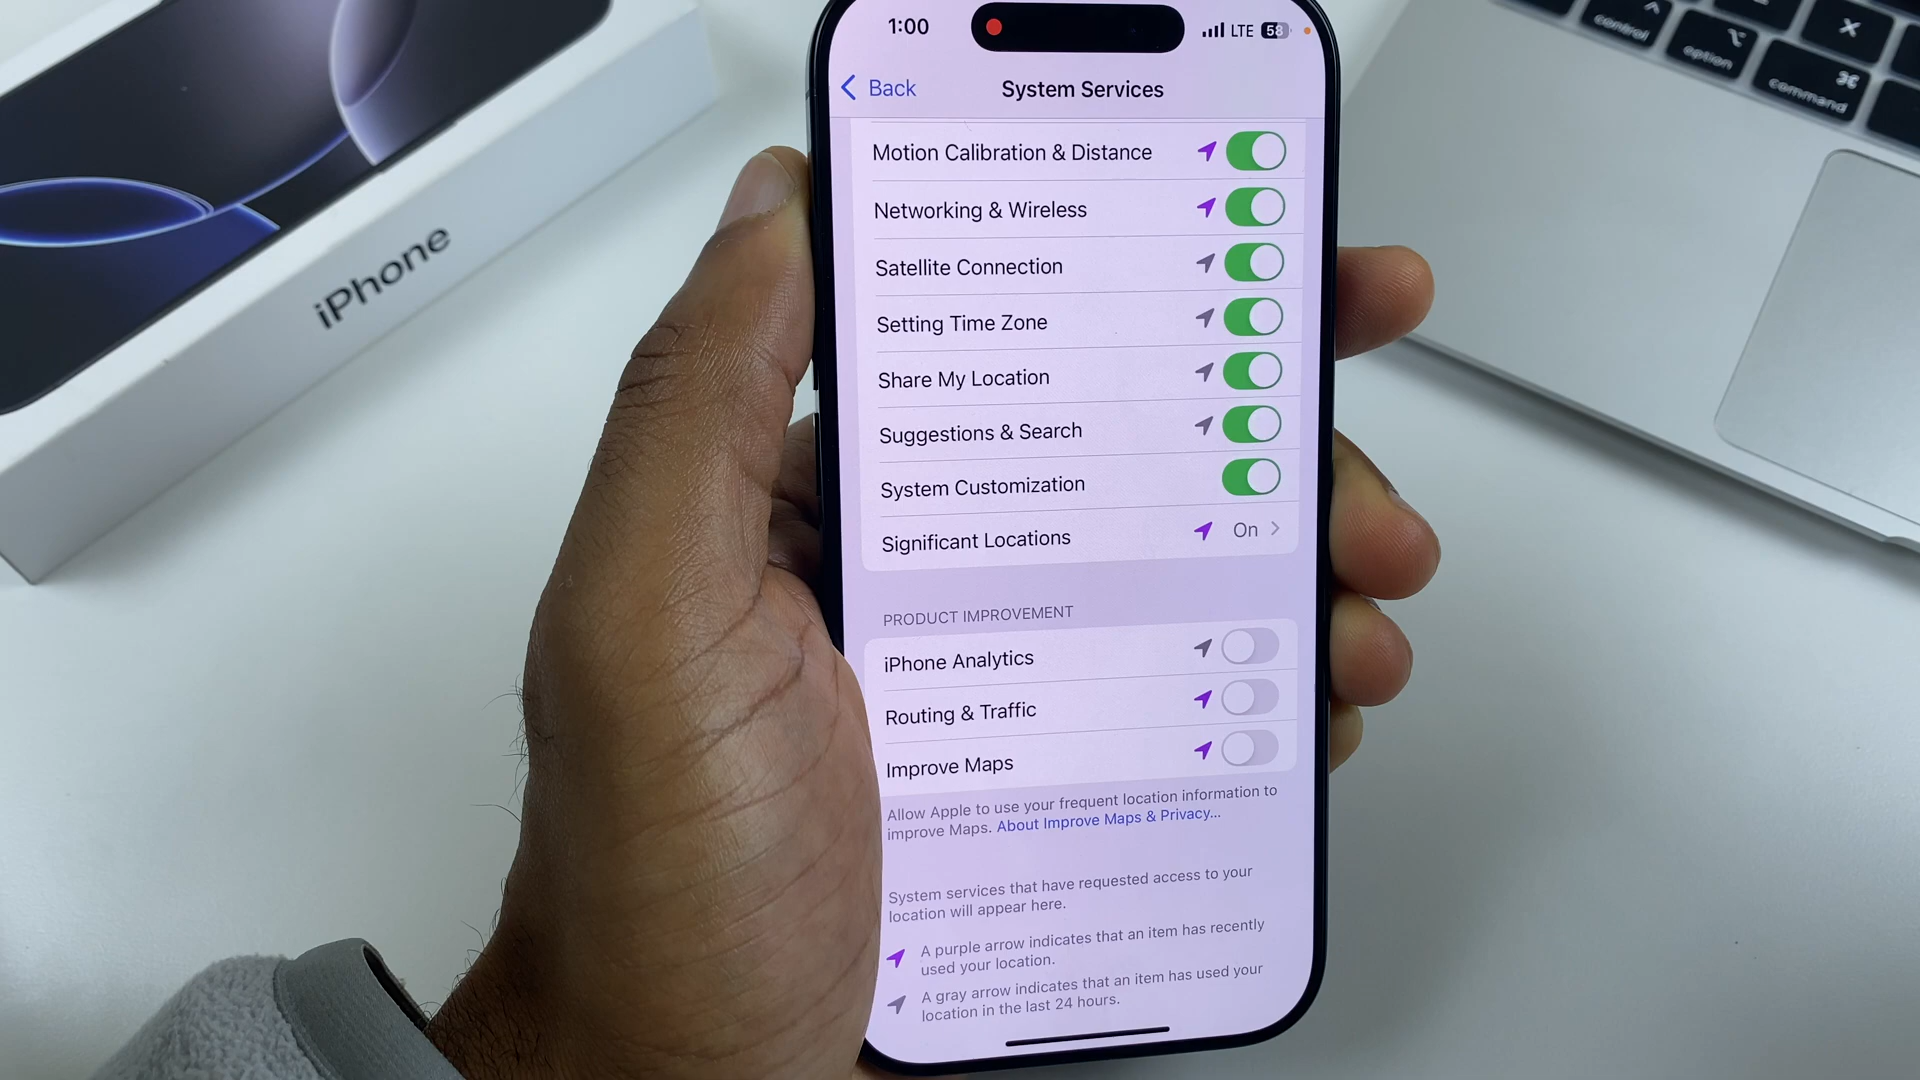 1:00
LTE 58
Back
System Services
Motion Calibration & Distance
Networking & Wireless
Satellite Connection
Setting Time Zone
Share My Location
Suggestions & Search
System Customization
Significant Locations On
PRODUCT IMPROVEMENT
iPhone Analytics
Routing & Traffic
Improve Maps
Allow Apple to use your frequent location information to
improve Maps. About Improve Maps & Privacy...
System services that have requested access to your
location will appear here.
A purple arrow indicates that an item has recently
used your location.
A gray arrow indicates that an item has used your
location in the last 24 hours.
iPhone
control
option
command